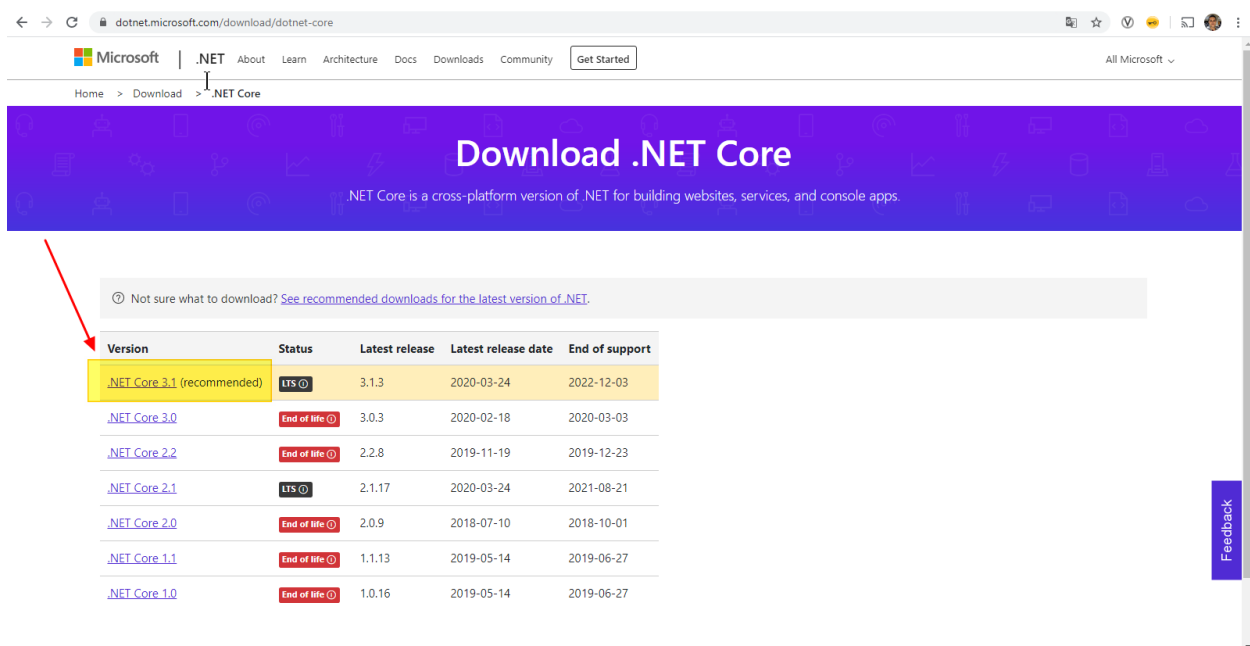 dotnet.microsoft.com/download/dotnet-core
Microsoft | .NET About Learn Architecture Docs Downloads Community Get Started All Microsoft
Home > Download > .NET Core
Download .NET Core
.NET Core is a cross-platform version of .NET for building websites, services, and console apps.
Not sure what to download? See recommended downloads for the latest version of .NET.
Version Status Latest release Latest release date End of support
.NET Core 3.1 (recommended) LTS 3.1.3 2020-03-24 2022-12-03
.NET Core 3.0 End of life 3.0.3 2020-02-18 2020-03-03
.NET Core 2.2 End of life 2.2.8 2019-11-19 2019-12-23
.NET Core 2.1 LTS 2.1.17 2020-03-24 2021-08-21
.NET Core 2.0 End of life 2.0.9 2018-07-10 2018-10-01
.NET Core 1.1 End of life 1.1.13 2019-05-14 2019-06-27
.NET Core 1.0 End of life 1.0.16 2019-05-14 2019-06-27
Feedback